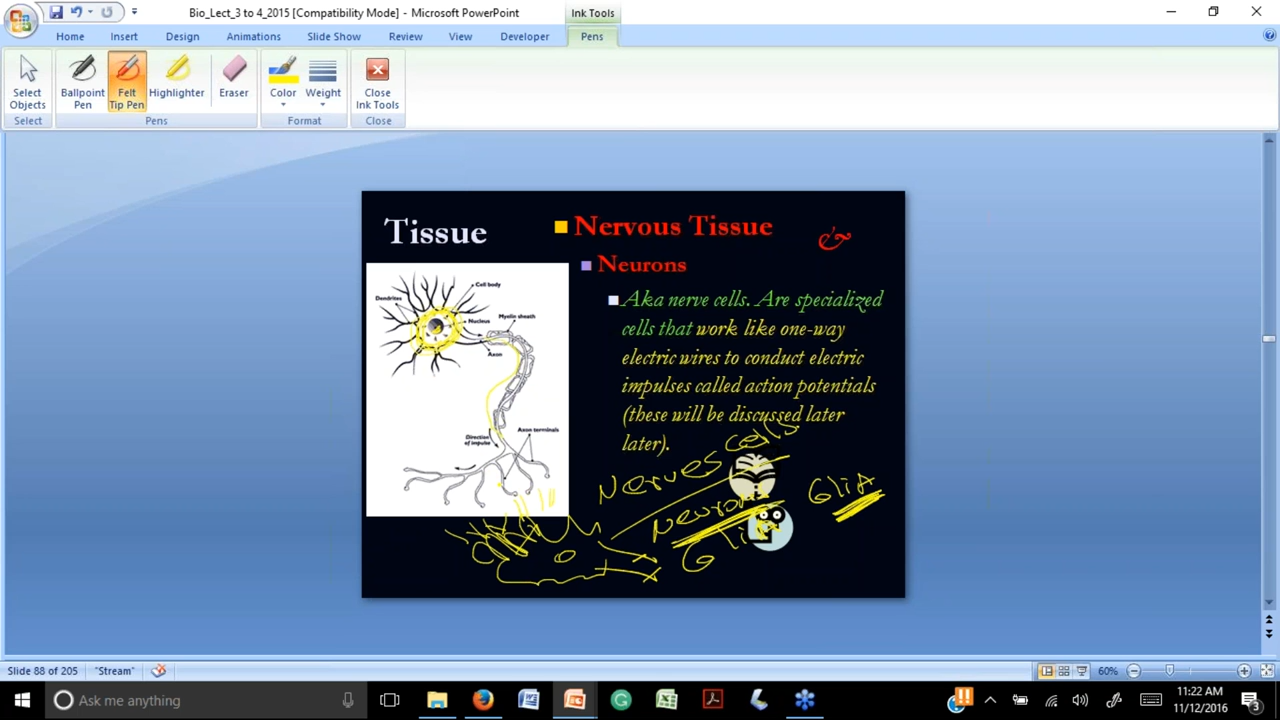 Bio_Lect_3 to 4_2015 [Compatibility Mode] - Microsoft PowerPoint
Ink Tools
Home Insert Design Animations Slide Show Review View Developer Pens
Select Objects
Ballpoint Pen
Felt Tip Pen
Highlighter
Eraser
Color
Weight
Close Ink Tools
Select
Pens
Format
Close
Tissue
Nervous Tissue
&
Neurons
Aka nerve cells. Are specialized
cells that work like one-way
electric wires to conduct electric
impulses called action potentials
(these will be discussed later
later).
Cell body
Dendrites
Nucleus
Myelin sheath
Axon
Direction of impulse
Axon terminals
Nerves cells
Neurons
Glia
GliA
Slide 88 of 205
"Stream"
60%
Ask me anything
11:22 AM
11/12/2016